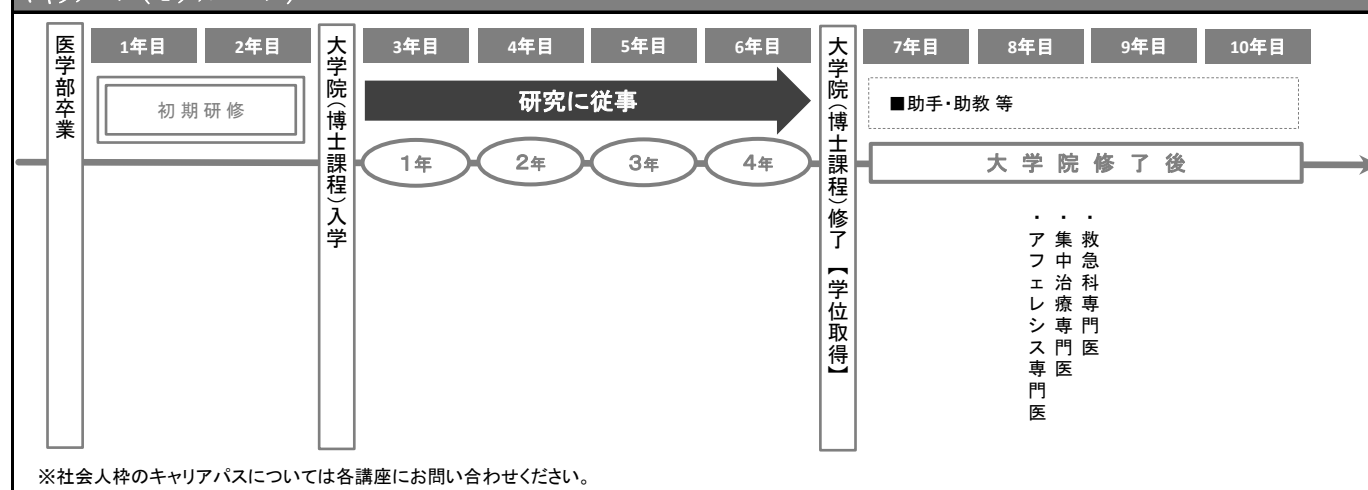 医学部卒業
1年目
2年目
初期研修
大学院（博士課程）入学
3年目
4年目
5年目
6年目
研究に従事
1年
2年
3年
4年
大学院（博士課程）修了 【学位取得】
7年目
8年目
9年目
10年目
■助手・助教 等
大学院修了後
・救急科専門医
・集中治療専門医
・アフェレシス専門医
※社会人枠のキャリアパスについては各講座にお問い合わせください。